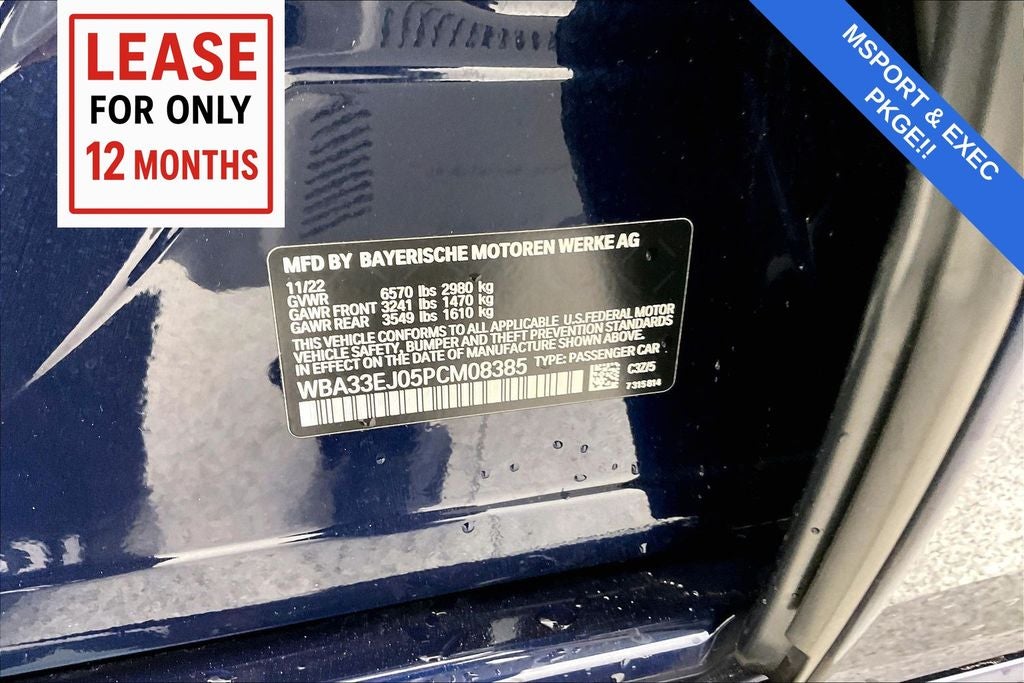 LEASE
FOR ONLY
12 MONTHS
MSPORT & EXEC
PKGE!!
MFD BY BAYERISCHE MOTOREN WERKE AG
11/22
GVWR 6570 lbs 2980 kg
GAWR FRONT 3241 lbs 1470 kg
GAWR REAR 3549 lbs 1610 kg
THIS VEHICLE CONFORMS TO ALL APPLICABLE U.S.FEDERAL MOTOR
VEHICLE SAFETY, BUMPER AND THEFT PREVENTION STANDARDS
IN EFFECT ON THE DATE OF MANUFACTURE SHOWN ABOVE.
WBA33EJ05PCM08385 TYPE: PASSENGER CAR
C3Z/5
7315814